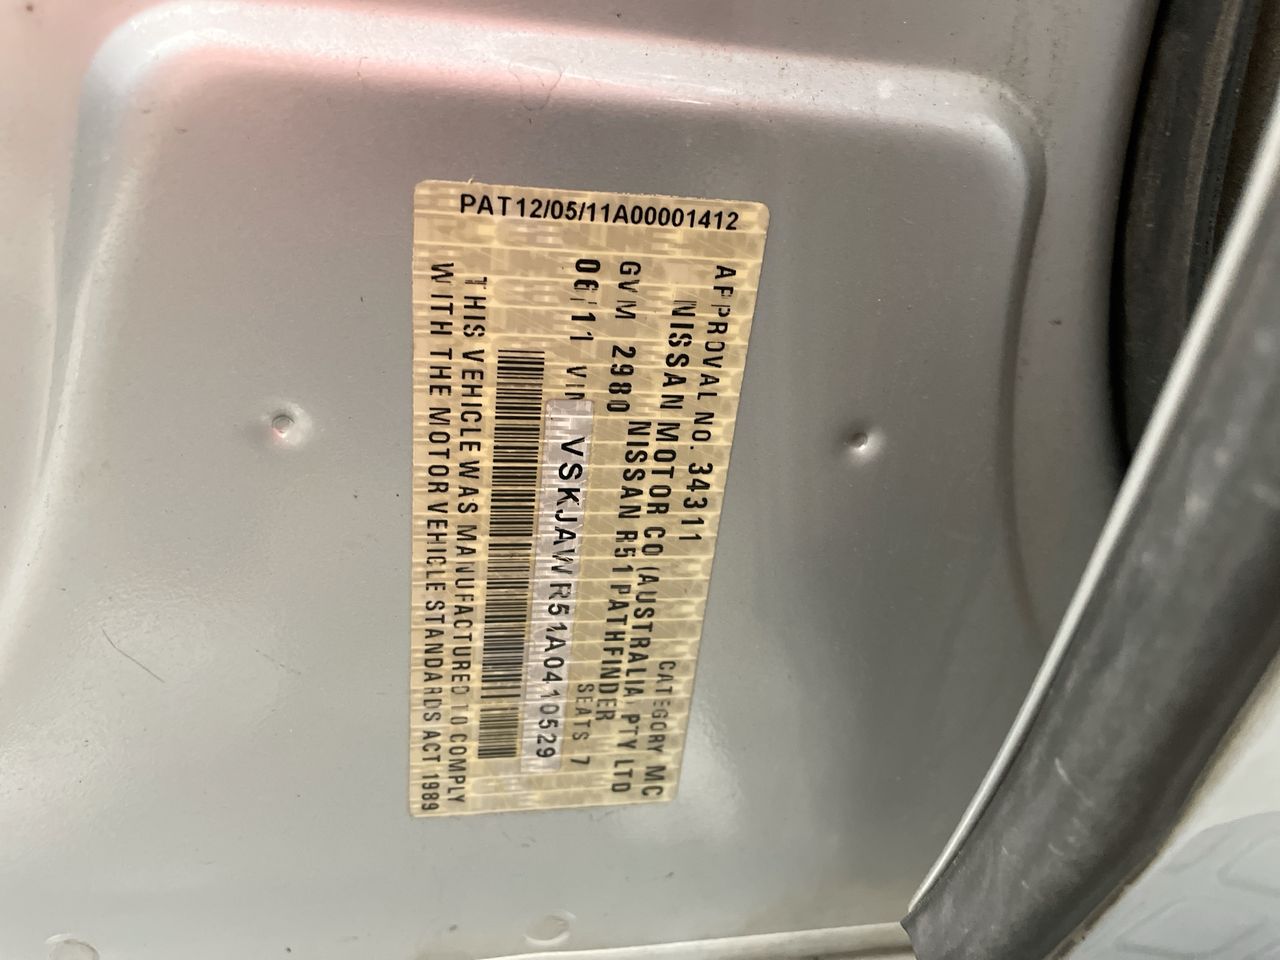 PAT12/05/11A00001412
APPROVAL NO. 34311 CATEGORY MC
NISSAN MOTOR CO (AUSTRALIA) PTY LTD
GVM 2980 NISSAN R51 PATHFINDER
06/11 VIN SEATS 7
VSKJAWR51A0410529
THIS VEHICLE WAS MANUFACTURED TO COMPLY
WITH THE MOTOR VEHICLE STANDARDS ACT 1989